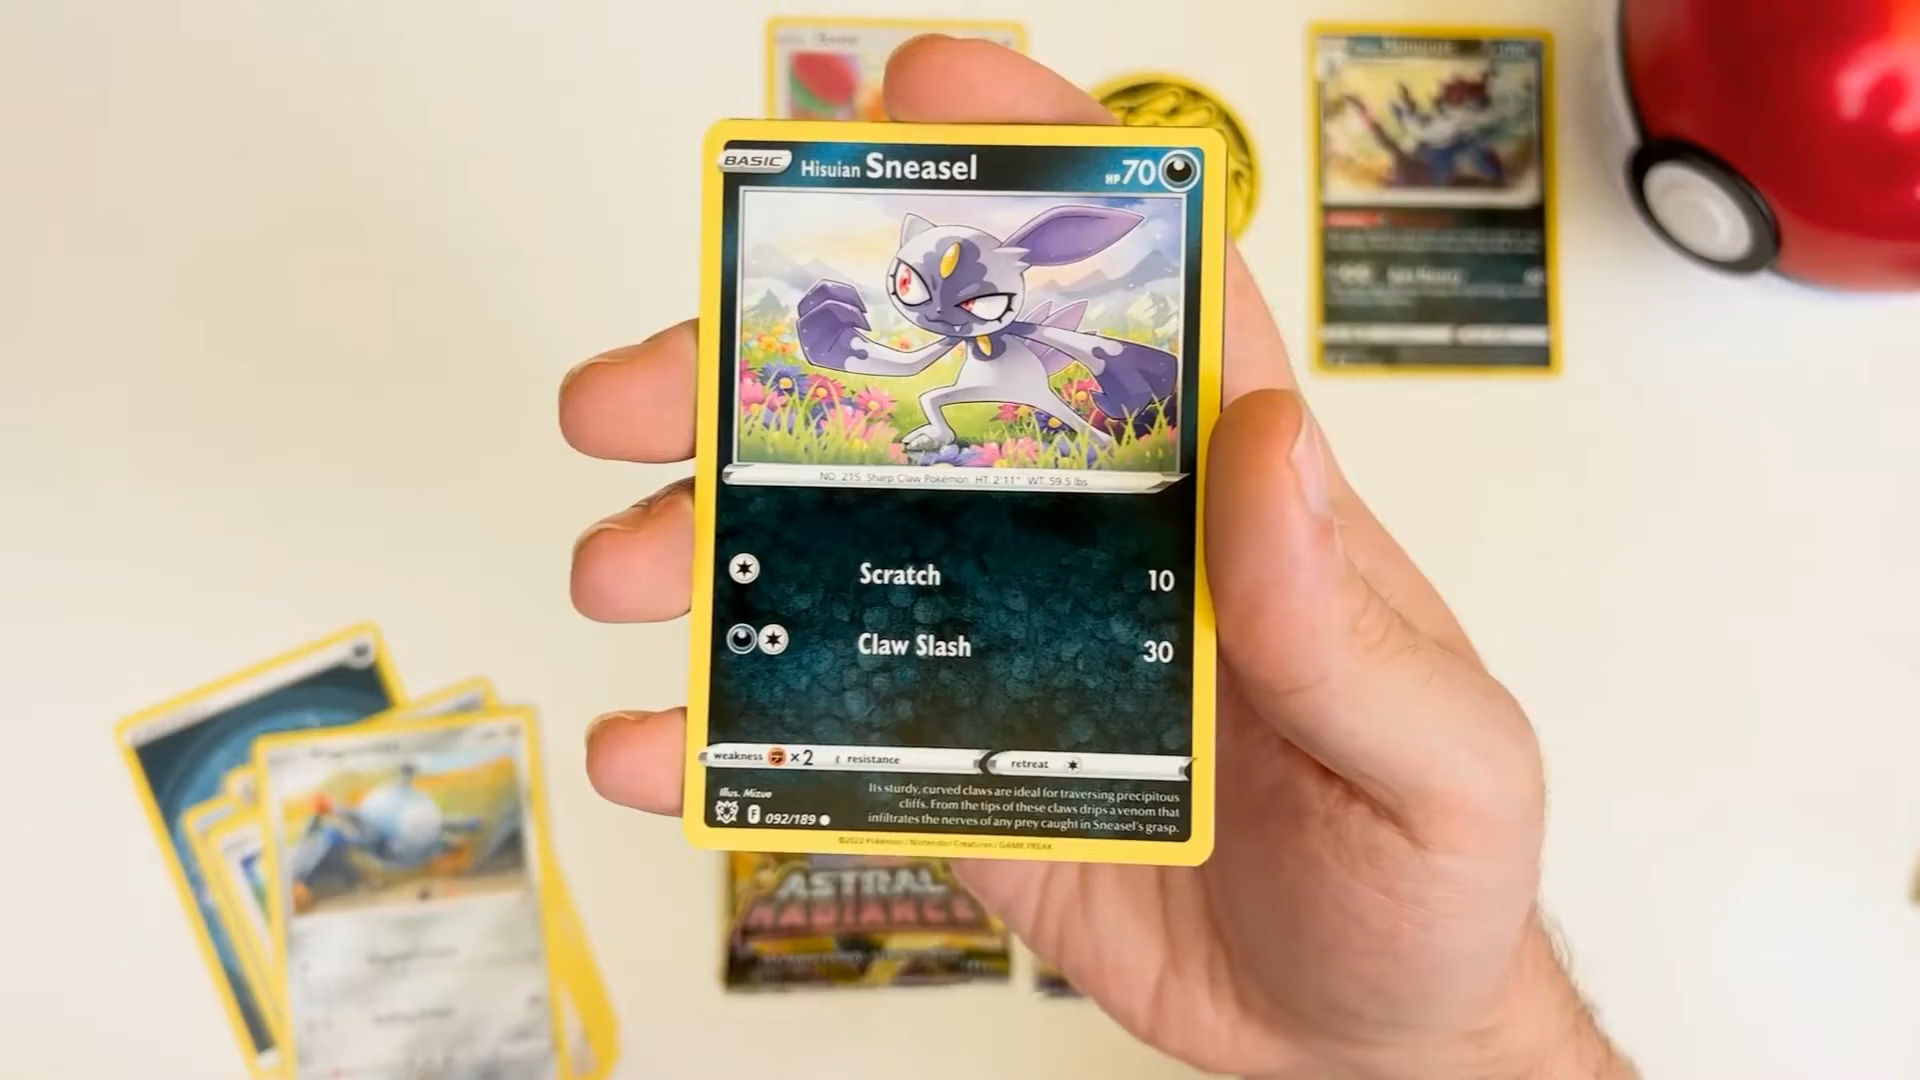 BASIC Hisuian Sneasel HP 70
NO. 215 Sharp Claw Pokémon HT. 2'11" WT. 59.5 lbs
Scratch 10
Claw Slash 30
weakness ×2 resistance retreat
Illus. Mizue
Its sturdy, curved claws are ideal for traversing precipitous
cliffs. From the tips of these claws drips a venom that
infiltrates the nerves of any prey caught in Sneasel's grasp.
F 092/189
©2022 Pokémon / Nintendo / Creatures / GAME FREAK
ASTRAL
RADIANCE